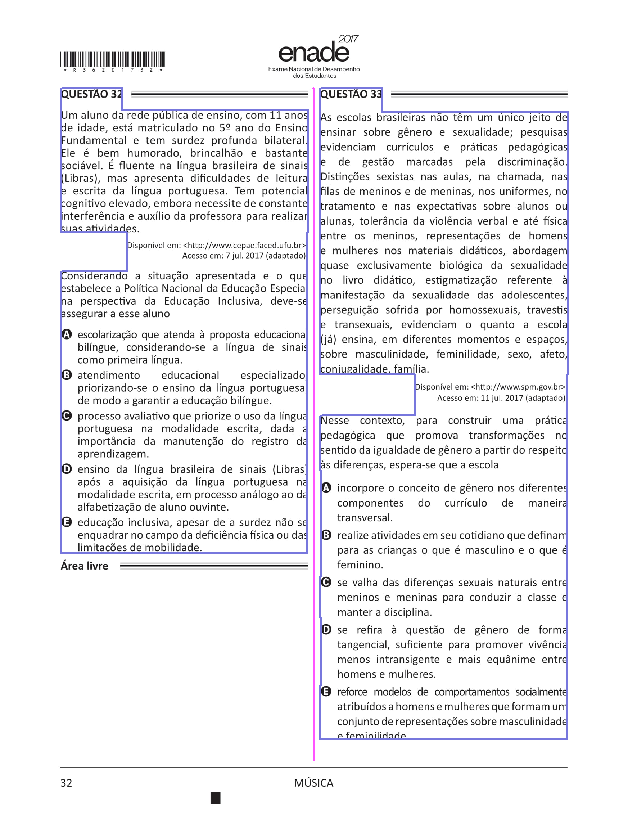 *R3620173Z*
2017
enade
Exame Nacional de Desempenho
dos Estudantes
QUESTÃO 32
Um aluno da rede pública de ensino, com 11 anos
de idade, está matriculado no 5º ano do Ensino
Fundamental e tem surdez profunda bilateral.
Ele é bem humorado, brincalhão e bastante
sociável. É fluente na língua brasileira de sinais
(Libras), mas apresenta dificuldades de leitura
e escrita da língua portuguesa. Tem potencial
cognitivo elevado, embora necessite de constante
interferência e auxílio da professora para realizar
suas atividades.
Disponível em: <http://www.cepae.faced.ufu.br>
Acesso em: 7 jul. 2017 (adaptado)
Considerando a situação apresentada e o que
estabelece a Política Nacional da Educação Especial
na perspectiva da Educação Inclusiva, deve-se
assegurar a esse aluno
A escolarização que atenda à proposta educacional
bilíngue, considerando-se a língua de sinais
como primeira língua.
B atendimento educacional especializado
priorizando-se o ensino da língua portuguesa
de modo a garantir a educação bilíngue.
C processo avaliativo que priorize o uso da língua
portuguesa na modalidade escrita, dada a
importância da manutenção do registro da
aprendizagem.
D ensino da língua brasileira de sinais (Libras)
após a aquisição da língua portuguesa na
modalidade escrita, em processo análogo ao da
alfabetização de aluno ouvinte.
E educação inclusiva, apesar de a surdez não se
enquadrar no campo da deficiência física ou das
limitações de mobilidade.
Área livre
QUESTÃO 33
As escolas brasileiras não têm um único jeito de
ensinar sobre gênero e sexualidade; pesquisas
evidenciam currículos e práticas pedagógicas
e de gestão marcadas pela discriminação.
Distinções sexistas nas aulas, na chamada, nas
filas de meninos e de meninas, nos uniformes, no
tratamento e nas expectativas sobre alunos ou
alunas, tolerância da violência verbal e até física
entre os meninos, representações de homens
e mulheres nos materiais didáticos, abordagem
quase exclusivamente biológica da sexualidade
no livro didático, estigmatização referente à
manifestação da sexualidade das adolescentes,
perseguição sofrida por homossexuais, travestis
e transexuais, evidenciam o quanto a escola
(já) ensina, em diferentes momentos e espaços,
sobre masculinidade, feminilidade, sexo, afeto,
conjugalidade, família.
Disponível em: <http://www.spm.gov.br>
Acesso em: 11 jul. 2017 (adaptado)
Nesse contexto, para construir uma prática
pedagógica que promova transformações no
sentido da igualdade de gênero a partir do respeito
às diferenças, espera-se que a escola
A incorpore o conceito de gênero nos diferentes
componentes do currículo de maneira
transversal.
B realize atividades em seu cotidiano que definam
para as crianças o que é masculino e o que é
feminino.
C se valha das diferenças sexuais naturais entre
meninos e meninas para conduzir a classe e
manter a disciplina.
D se refira à questão de gênero de forma
tangencial, suficiente para promover vivência
menos intransigente e mais equânime entre
homens e mulheres.
E reforce modelos de comportamentos socialmente
atribuídos a homens e mulheres que formam um
conjunto de representações sobre masculinidade
e feminilidade
32
MÚSICA